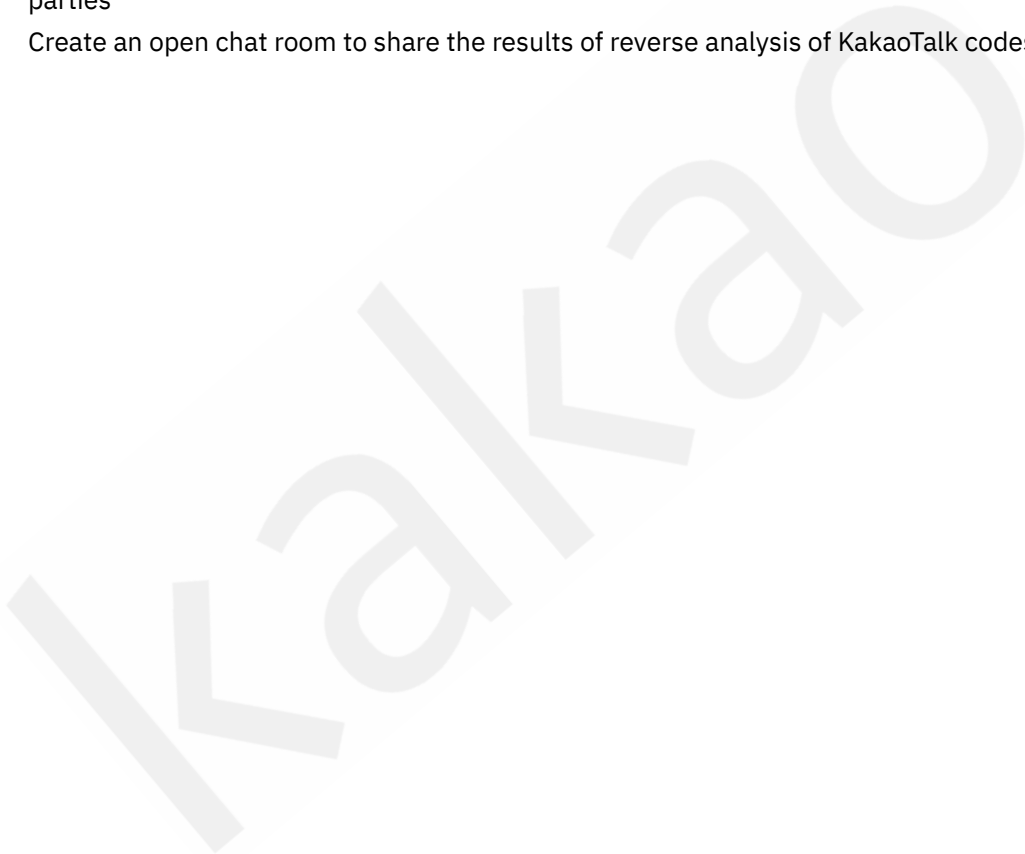 parties
Create an open chat room to share the results of reverse analysis of KakaoTalk codes
kakao